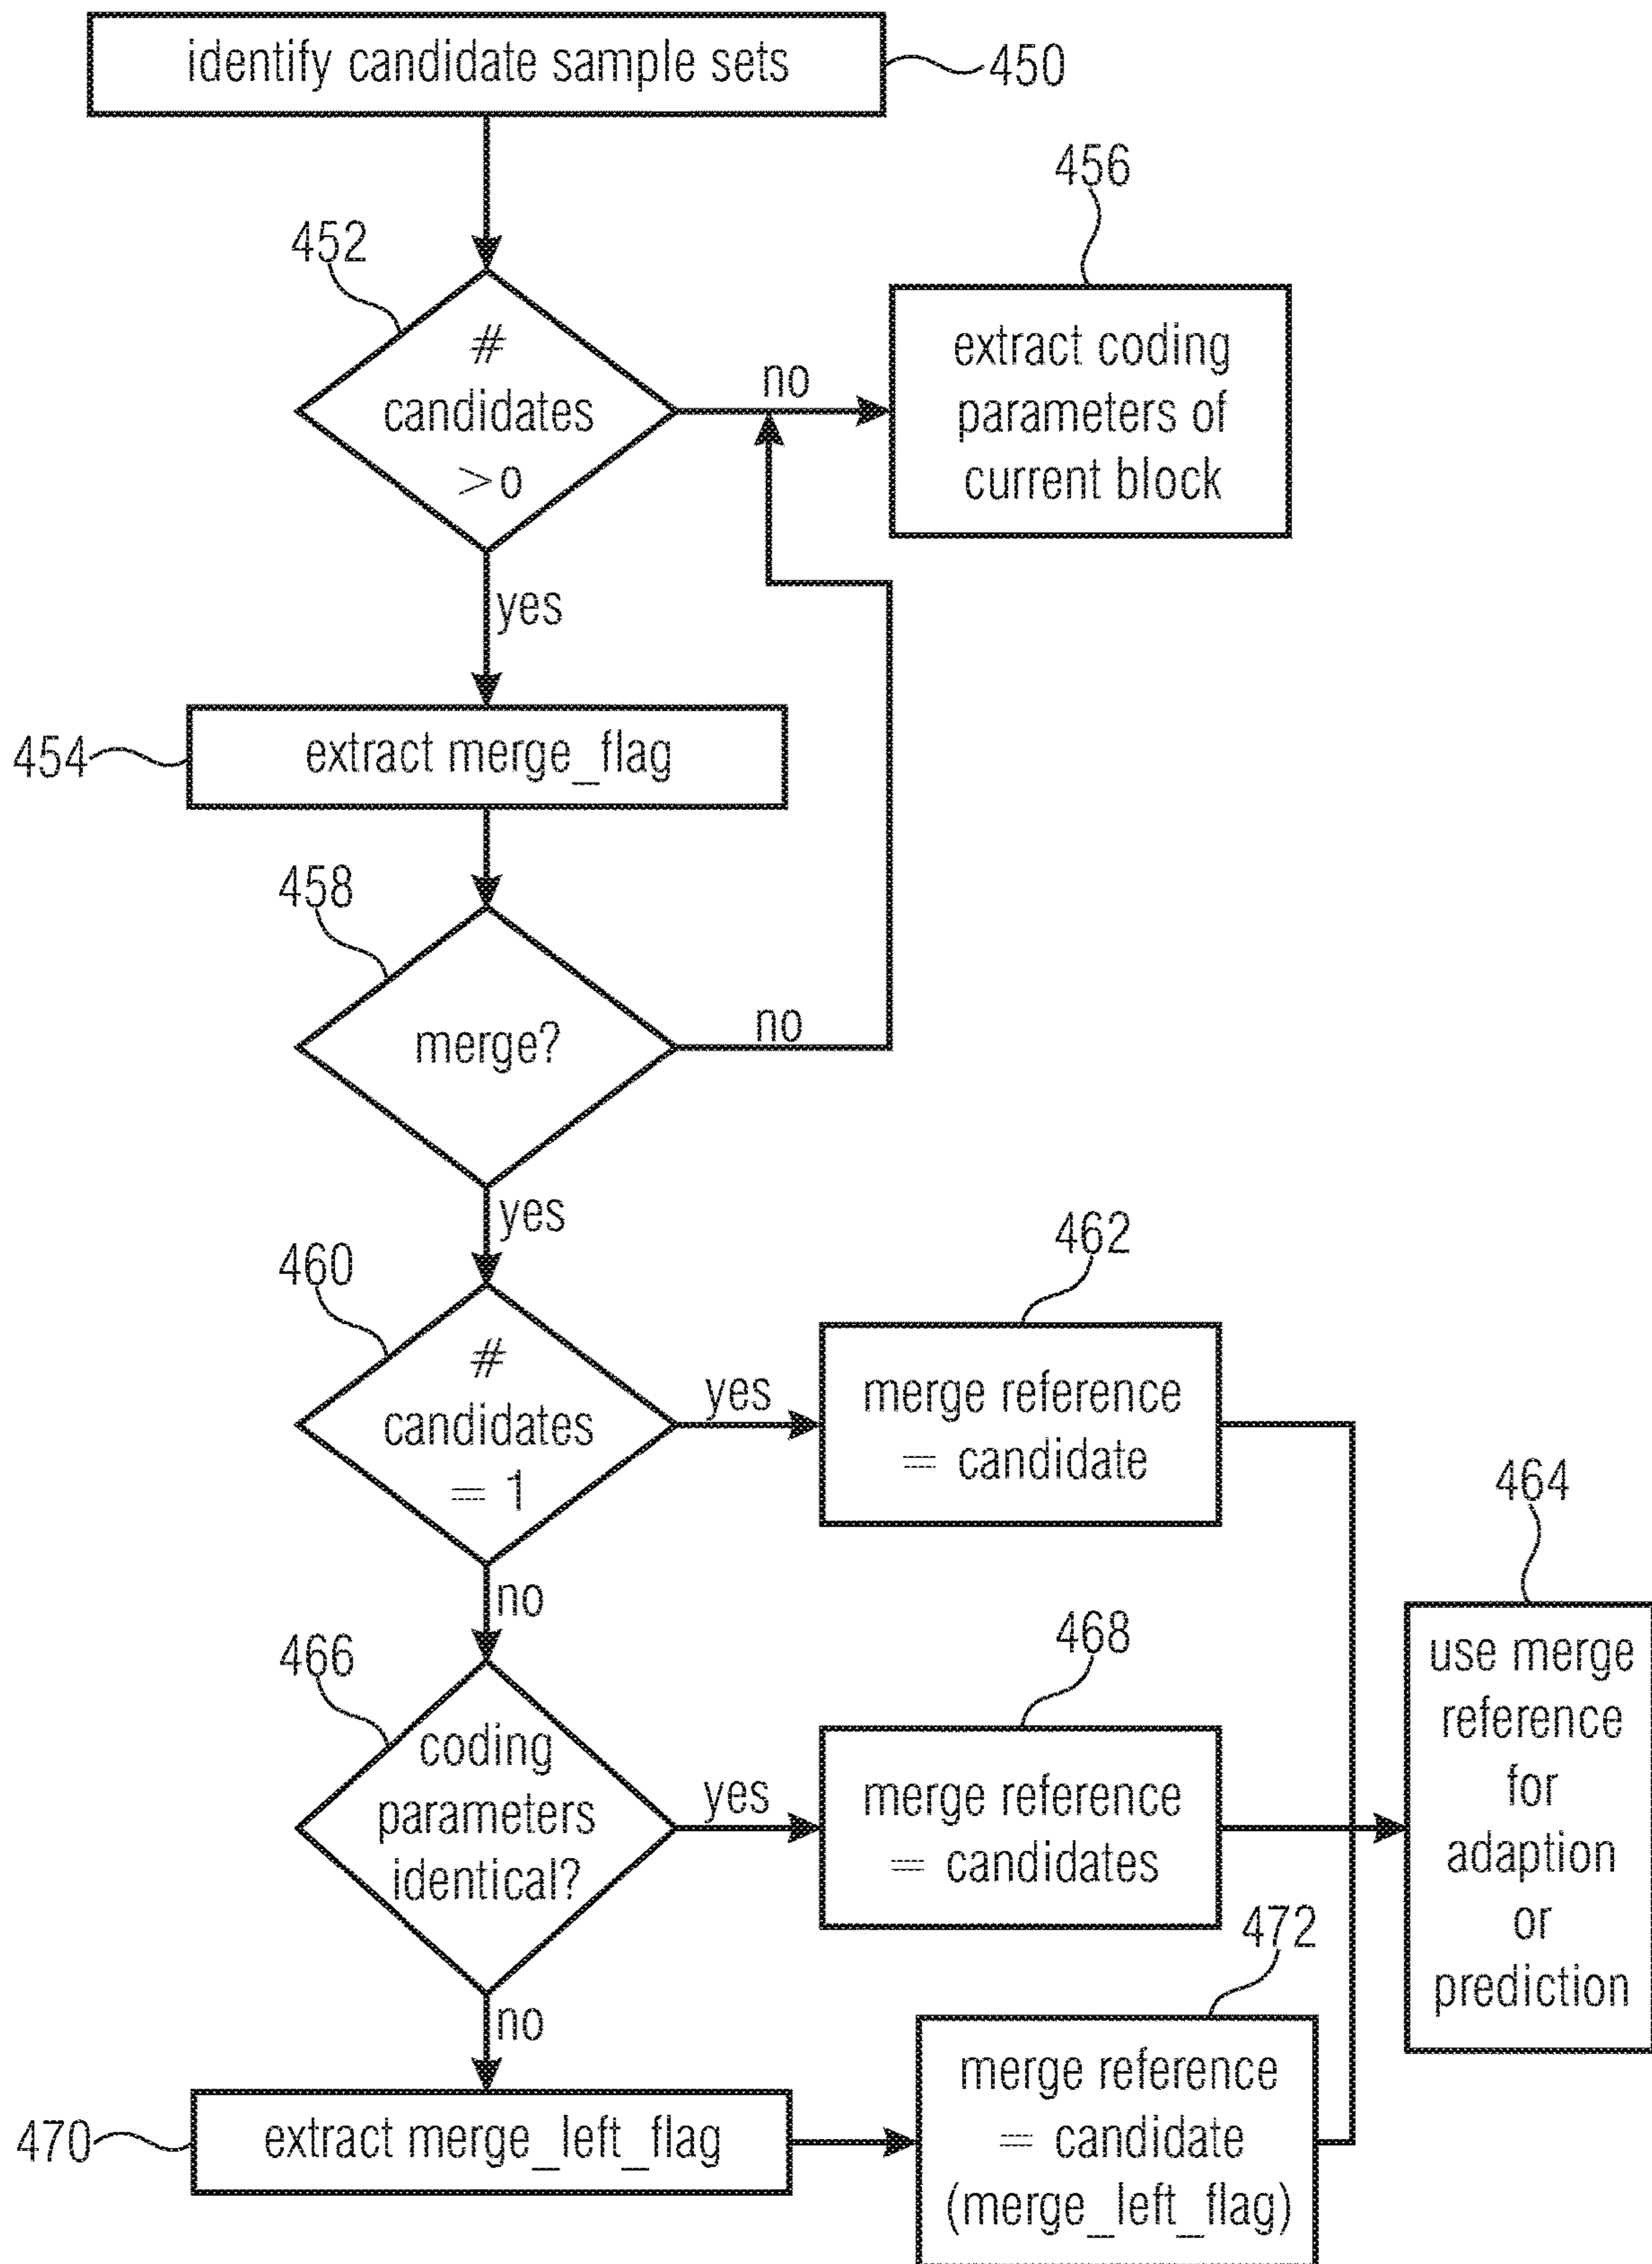 identify candidate sample sets
450
456
452
#
candidates
>o
no
extract coding
parameters of
current block
yes
454
extract merge_flag
458
merge?
no
yes
460
462
#
candidates
= 1
yes
merge reference
= candidate
464
no
466
468
coding
parameters
identical?
yes
merge reference
= candidates
use merge
reference
for
adaption
or
prediction
472
no
470
extract merge_left_flag
merge reference
= candidate
(merge_left_flag)